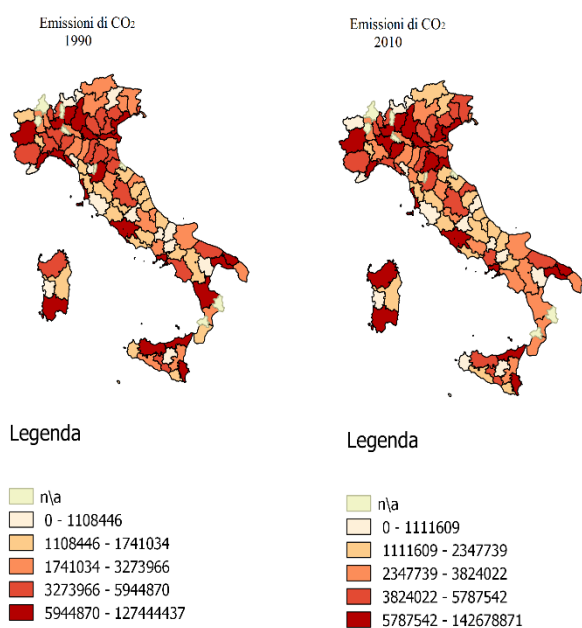 Emissioni di CO₂
1990
Emissioni di CO₂
2010
Legenda
n\a
0 - 1108446
1108446 - 1741034
1741034 - 3273966
3273966 - 5944870
5944870 - 127444437
Legenda
n\a
0 - 1111609
1111609 - 2347739
2347739 - 3824022
3824022 - 5787542
5787542 - 142678871